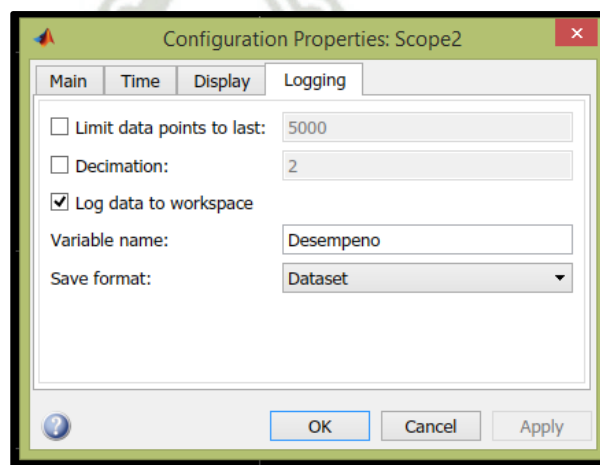 Configuration Properties: Scope2
Main Time Display Logging
Limit data points to last: 5000
Decimation: 2
Log data to workspace
Variable name: Desempeno
Save format: Dataset
OK Cancel Apply